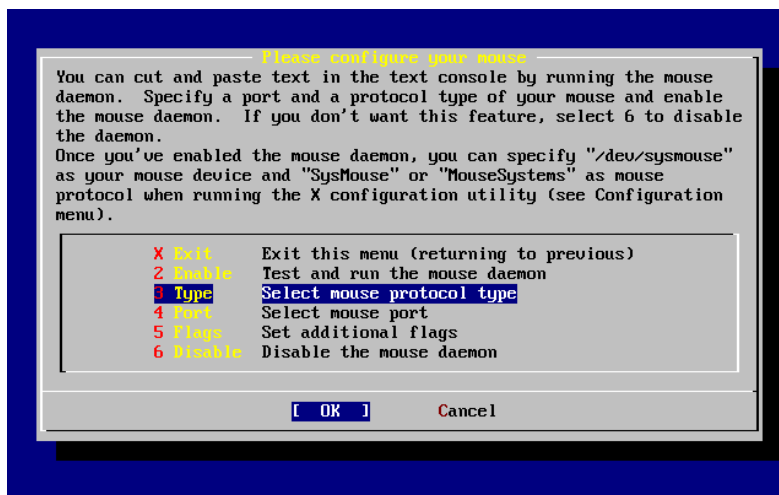 Please configure your mouse
You can cut and paste text in the text console by running the mouse
daemon.  Specify a port and a protocol type of your mouse and enable
the mouse daemon.  If you don't want this feature, select 6 to disable
the daemon.
Once you've enabled the mouse daemon, you can specify "/dev/sysmouse"
as your mouse device and "SysMouse" or "MouseSystems" as mouse
protocol when running the X configuration utility (see Configuration
menu).
X Exit Exit this menu (returning to previous)
2 Enable Test and run the mouse daemon
3 Type Select mouse protocol type
4 Port Select mouse port
5 Flags Set additional flags
6 Disable Disable the mouse daemon
[ OK ] Cancel